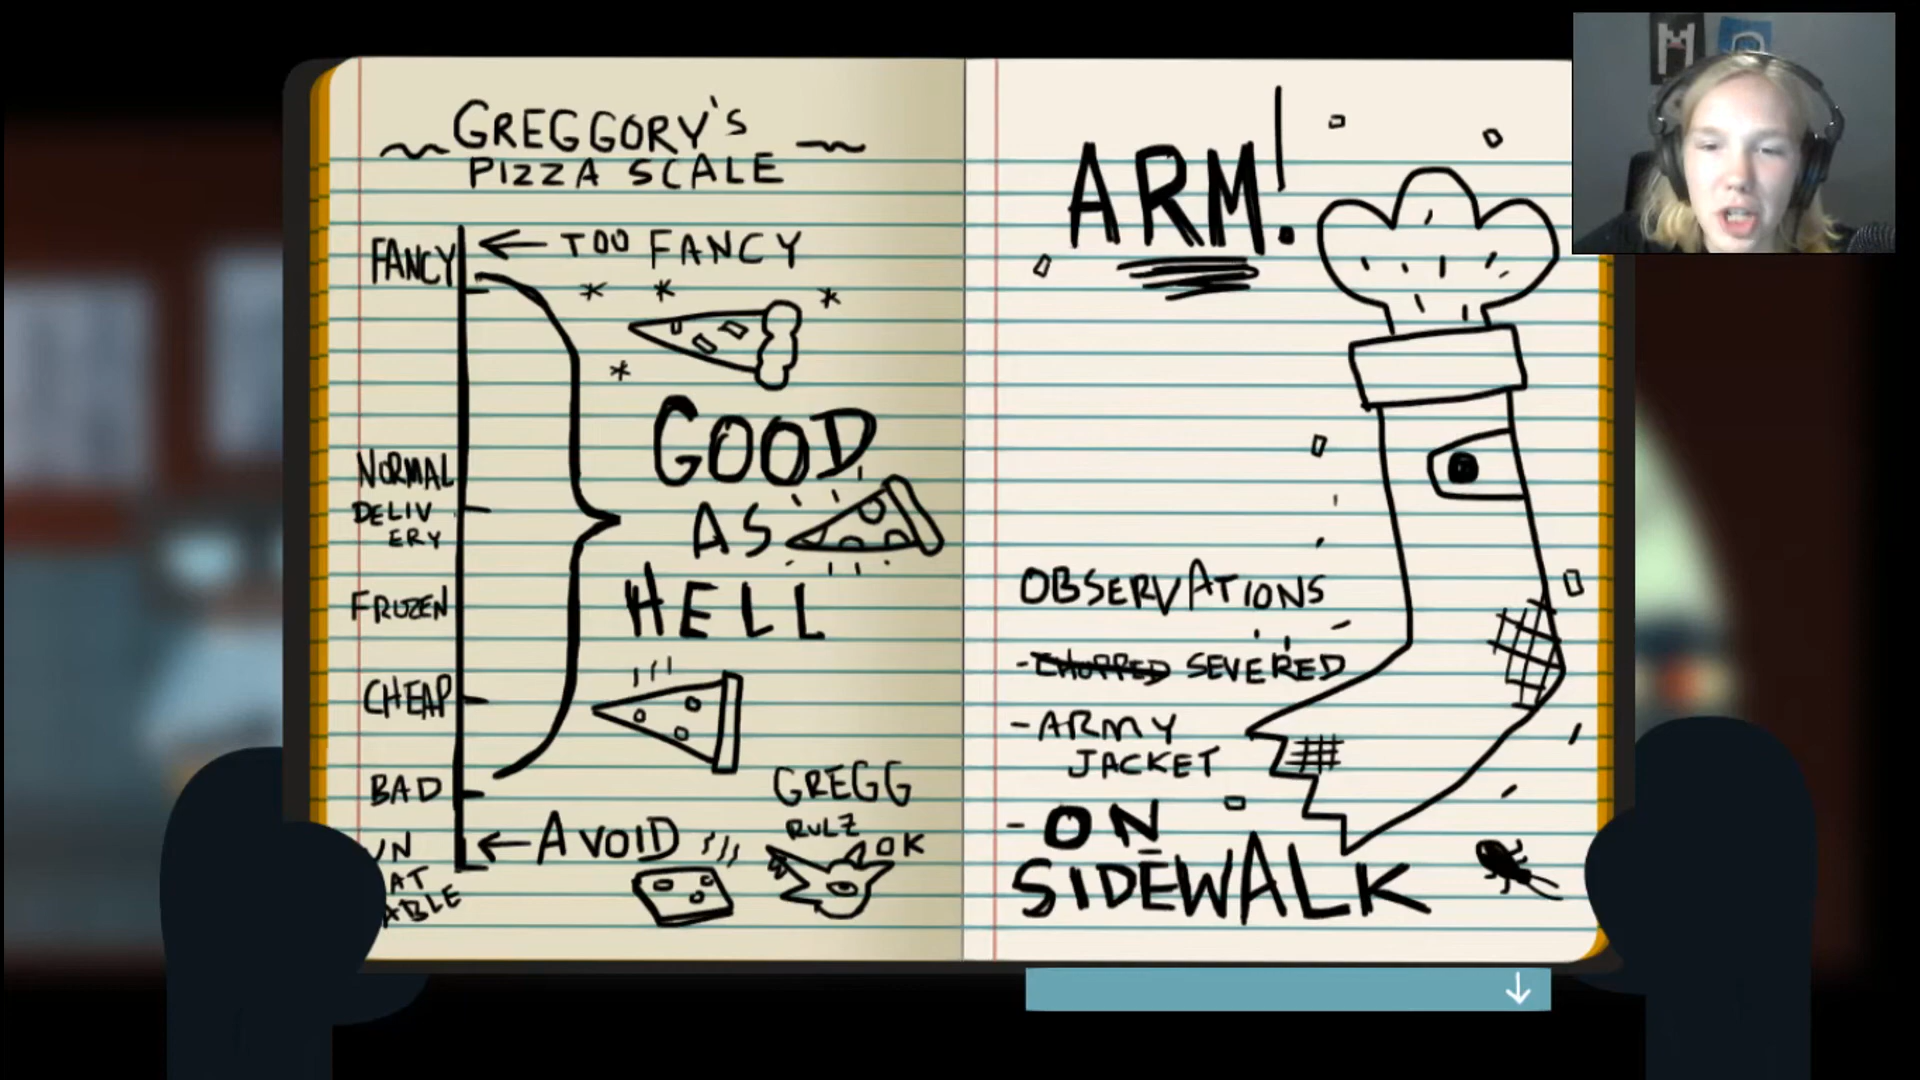 GREGGORY'S
PIZZA SCALE
FANCY
TOO FANCY
GOOD
AS
HELL
NORMAL
DELIV
ERY
FROZEN
CHEAP
BAD
AVOID
GREGG
RULZ
OK
ARM!
OBSERVATIONS
- CHOPPED SEVERED
- ARMY
JACKET
- ON
SIDEWALK